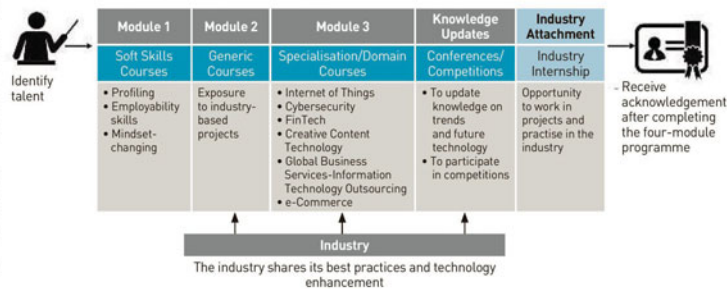 Identify
talent
Module 1
Soft Skills
Courses
• Profiling
• Employability
skills
• Mindset-
changing
Module 2
Generic
Courses
Exposure
to industry-
based
projects
Module 3
Specialisation/Domain
Courses
• Internet of Things
• Cybersecurity
• FinTech
• Creative Content
Technology
• Global Business
Services-Information
Technology Outsourcing
• e-Commerce
Knowledge
Updates
Conferences/
Competitions
• To update
knowledge on
trends
and future
technology
• To participate
in competitions
Industry
Attachment
Industry
Internship
Opportunity
to work in
projects and
practise in the
industry
- Receive
acknowledgement
after completing
the four-module
programme
Industry
The industry shares its best practices and technology
enhancement